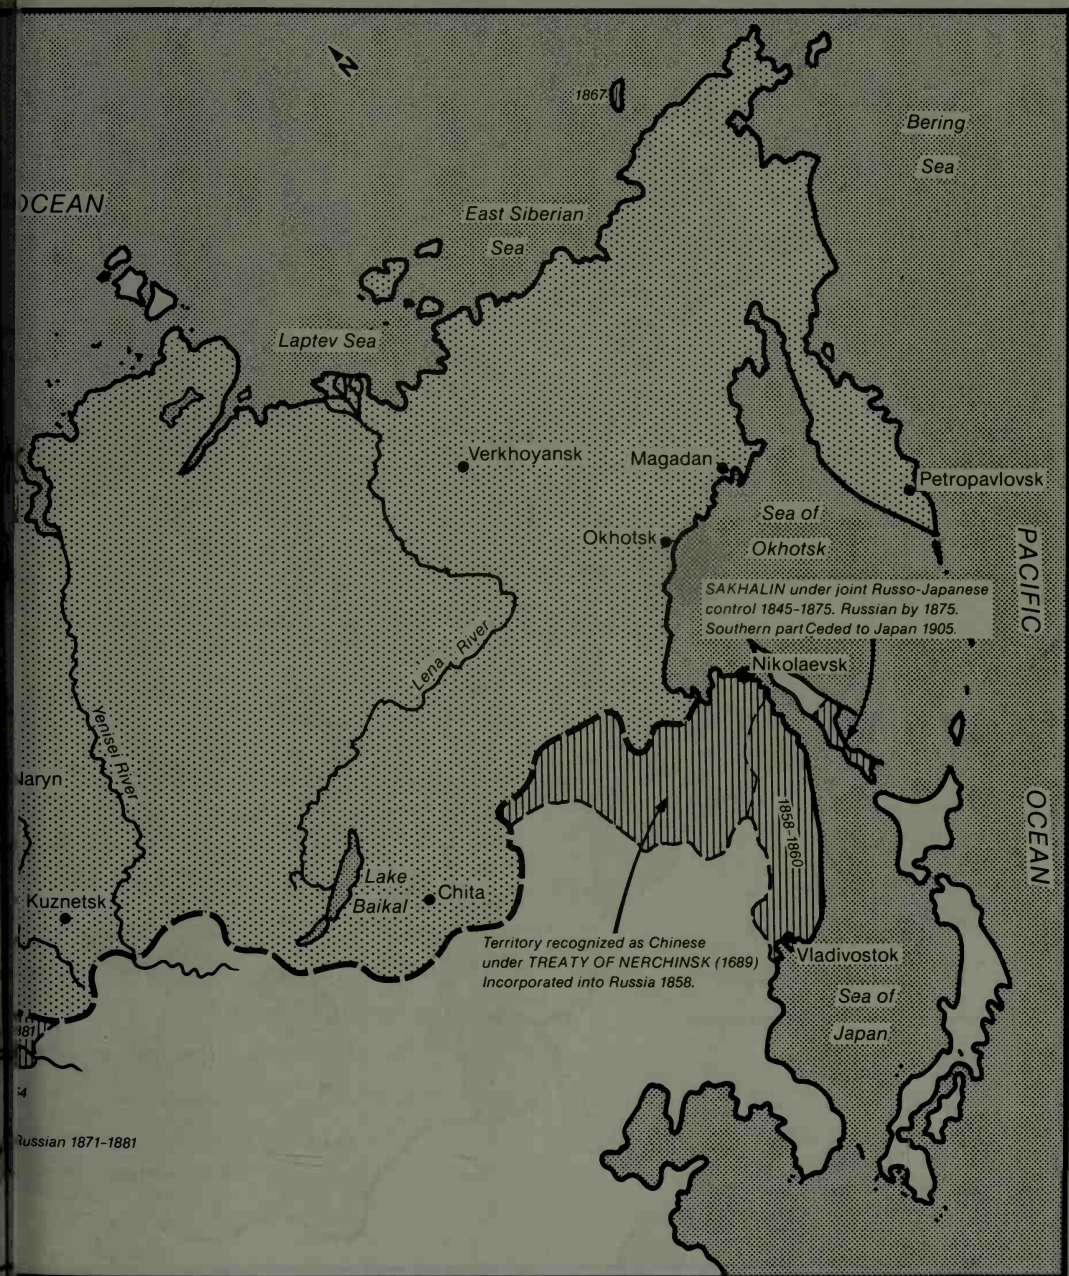 N
1867
Bering
Sea
OCEAN
East Siberian
Sea
Laptev Sea
Verkhoyansk
Magadan
Petropavlovsk
Sea of
Okhotsk
Okhotsk
PACIFIC
SAKHALIN under joint Russo-Japanese
control 1845-1875. Russian by 1875.
Southern part Ceded to Japan 1905.
Nikolaevsk
Lena River
Yenisei River
Naryn
1858-1860
OCEAN
Lake
Baikal
Chita
Kuznetsk
Territory recognized as Chinese
under TREATY OF NERCHINSK (1689)
Incorporated into Russia 1858.
Vladivostok
Sea of
Japan
Russian 1871-1881